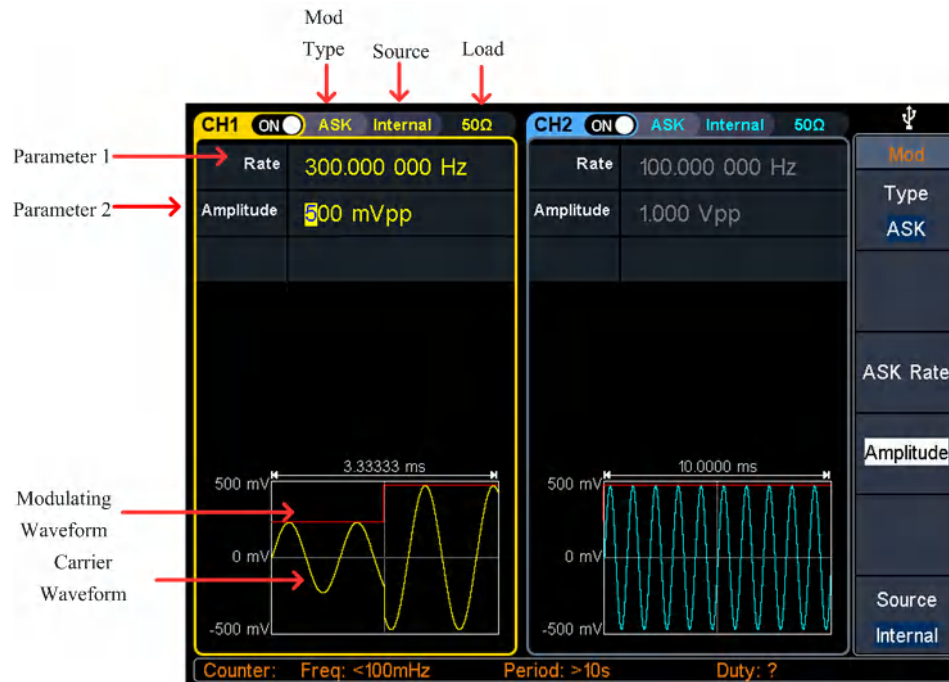 Mod
Type
Source
Load
CH1 ON ASK Internal 50Ω
CH2 ON ASK Internal 50Ω
Parameter 1
Rate
300.000 000 Hz
Rate
100.000 000 Hz
Mod
Parameter 2
Amplitude
500 mVpp
Amplitude
1.000 Vpp
Type
ASK
ASK Rate
Amplitude
3.33333 ms
500 mV
0 mV
-500 mV
10.0000 ms
500 mV
0 mV
-500 mV
Modulating
Waveform
Carrier
Waveform
Source
Internal
Counter: Freq: <100mHz Period: >10s Duty: ?